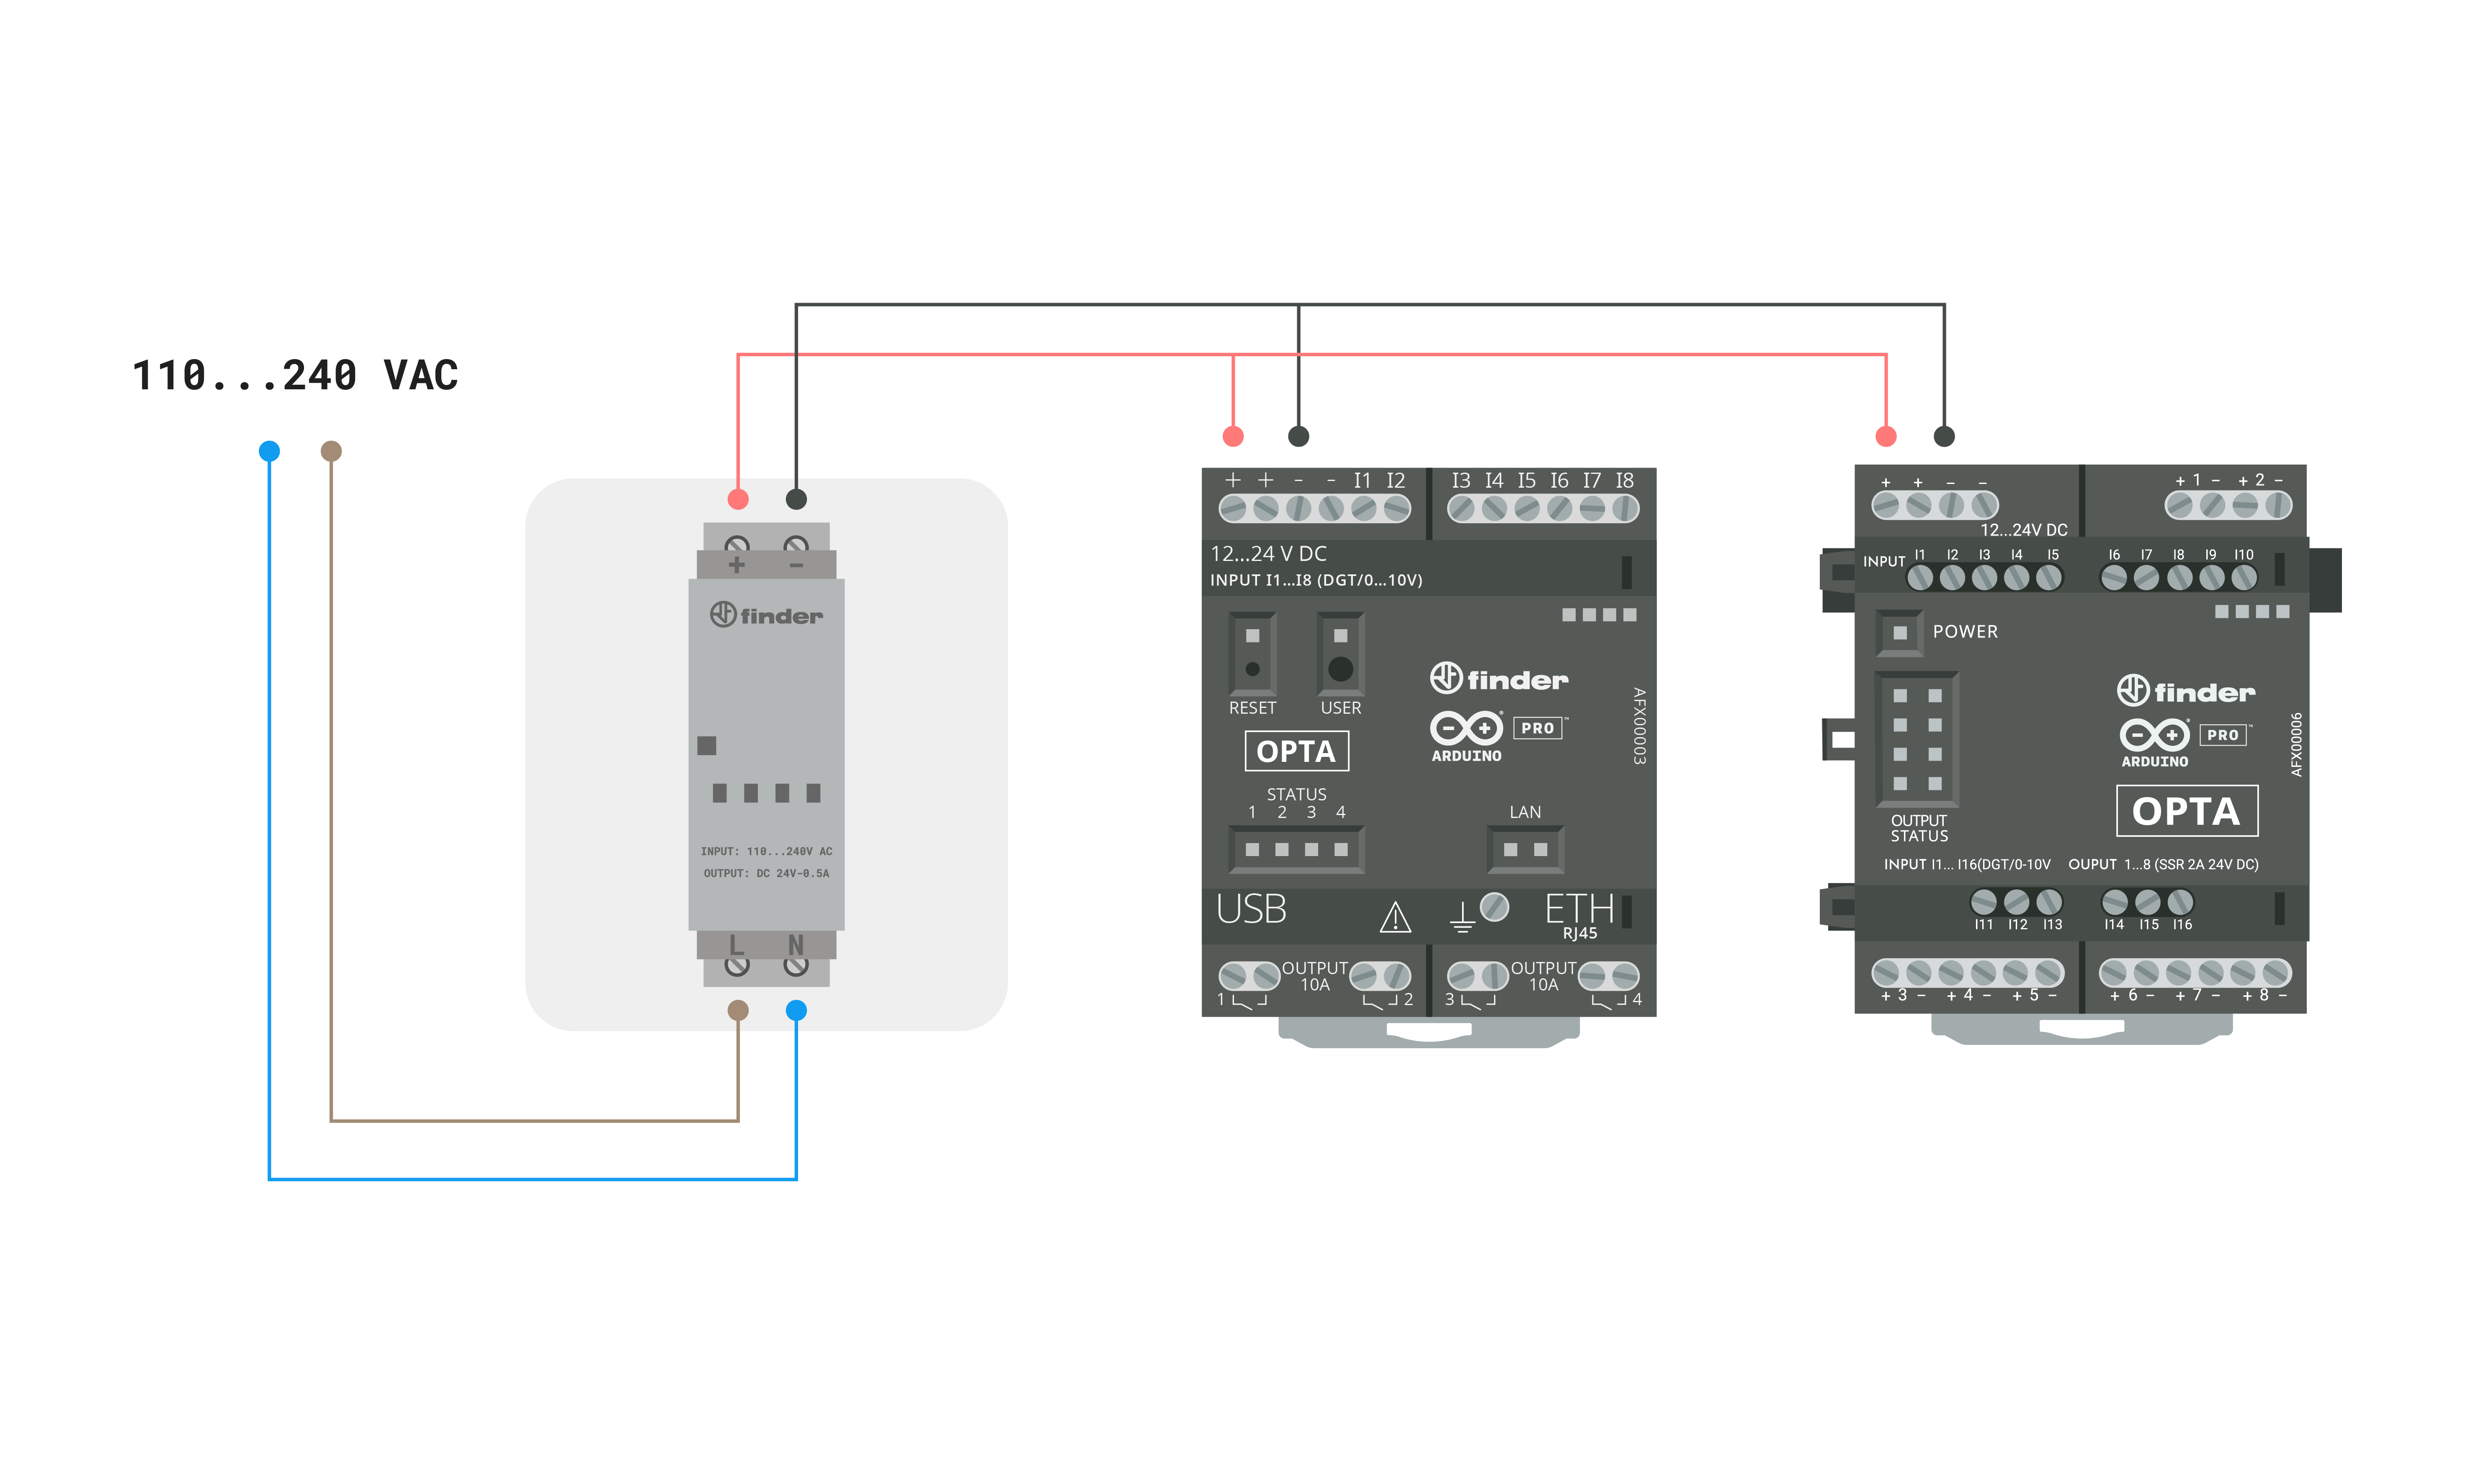 110...240 VAC
+ −
finder
INPUT: 110...240V AC
OUTPUT: DC 24V-0.5A
L N
+ + - - I1 I2 I3 I4 I5 I6 I7 I8
12...24 V DC
INPUT I1...I8 (DGT/0...10V)
RESET USER
finder
ARDUINO PRO™
OPTA
AFX00003
STATUS
1 2 3 4
LAN
USB
ETH
RJ45
OUTPUT
10A
1 2
OUTPUT
10A
3 4
+ + − −
+ 1 − + 2 −
12...24V DC
INPUT I1 I2 I3 I4 I5 I6 I7 I8 I9 I10
POWER
finder
ARDUINO PRO™
AFX00006
OPTA
OUTPUT
STATUS
INPUT I1... I16(DGT/0-10V OUPUT 1...8 (SSR 2A 24V DC)
I11 I12 I13 I14 I15 I16
+ 3 − + 4 − + 5 − + 6 − + 7 − + 8 −